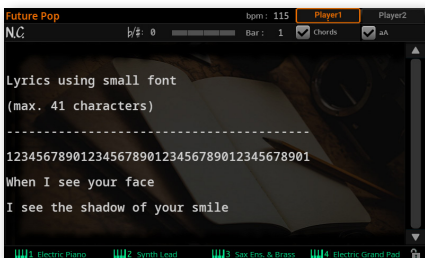 Future Pop bpm: 115 Player1 Player2
N.C. b/#: 0 Bar: 1 Chords aA
Lyrics using small font
(max. 41 characters)
-----------------------------------------
12345678901234567890123456789012345678901
When I see your face
I see the shadow of your smile
1 Electric Piano 2 Synth Lead 3 Sax Ens. & Brass 4 Electric Grand Pad